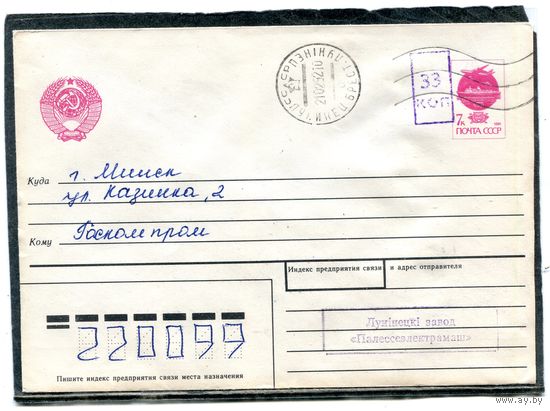 33
коп
7к
ПОЧТА СССР
Куда г. Минск
ул. Казинца, 2
Кому Госкомпром
Индекс предприятия связи и адрес отправителя
Лунінецкі завод
«Палессеэлектрамаш»
220099
Пишите индекс предприятия связи места назначения
www.ay.by